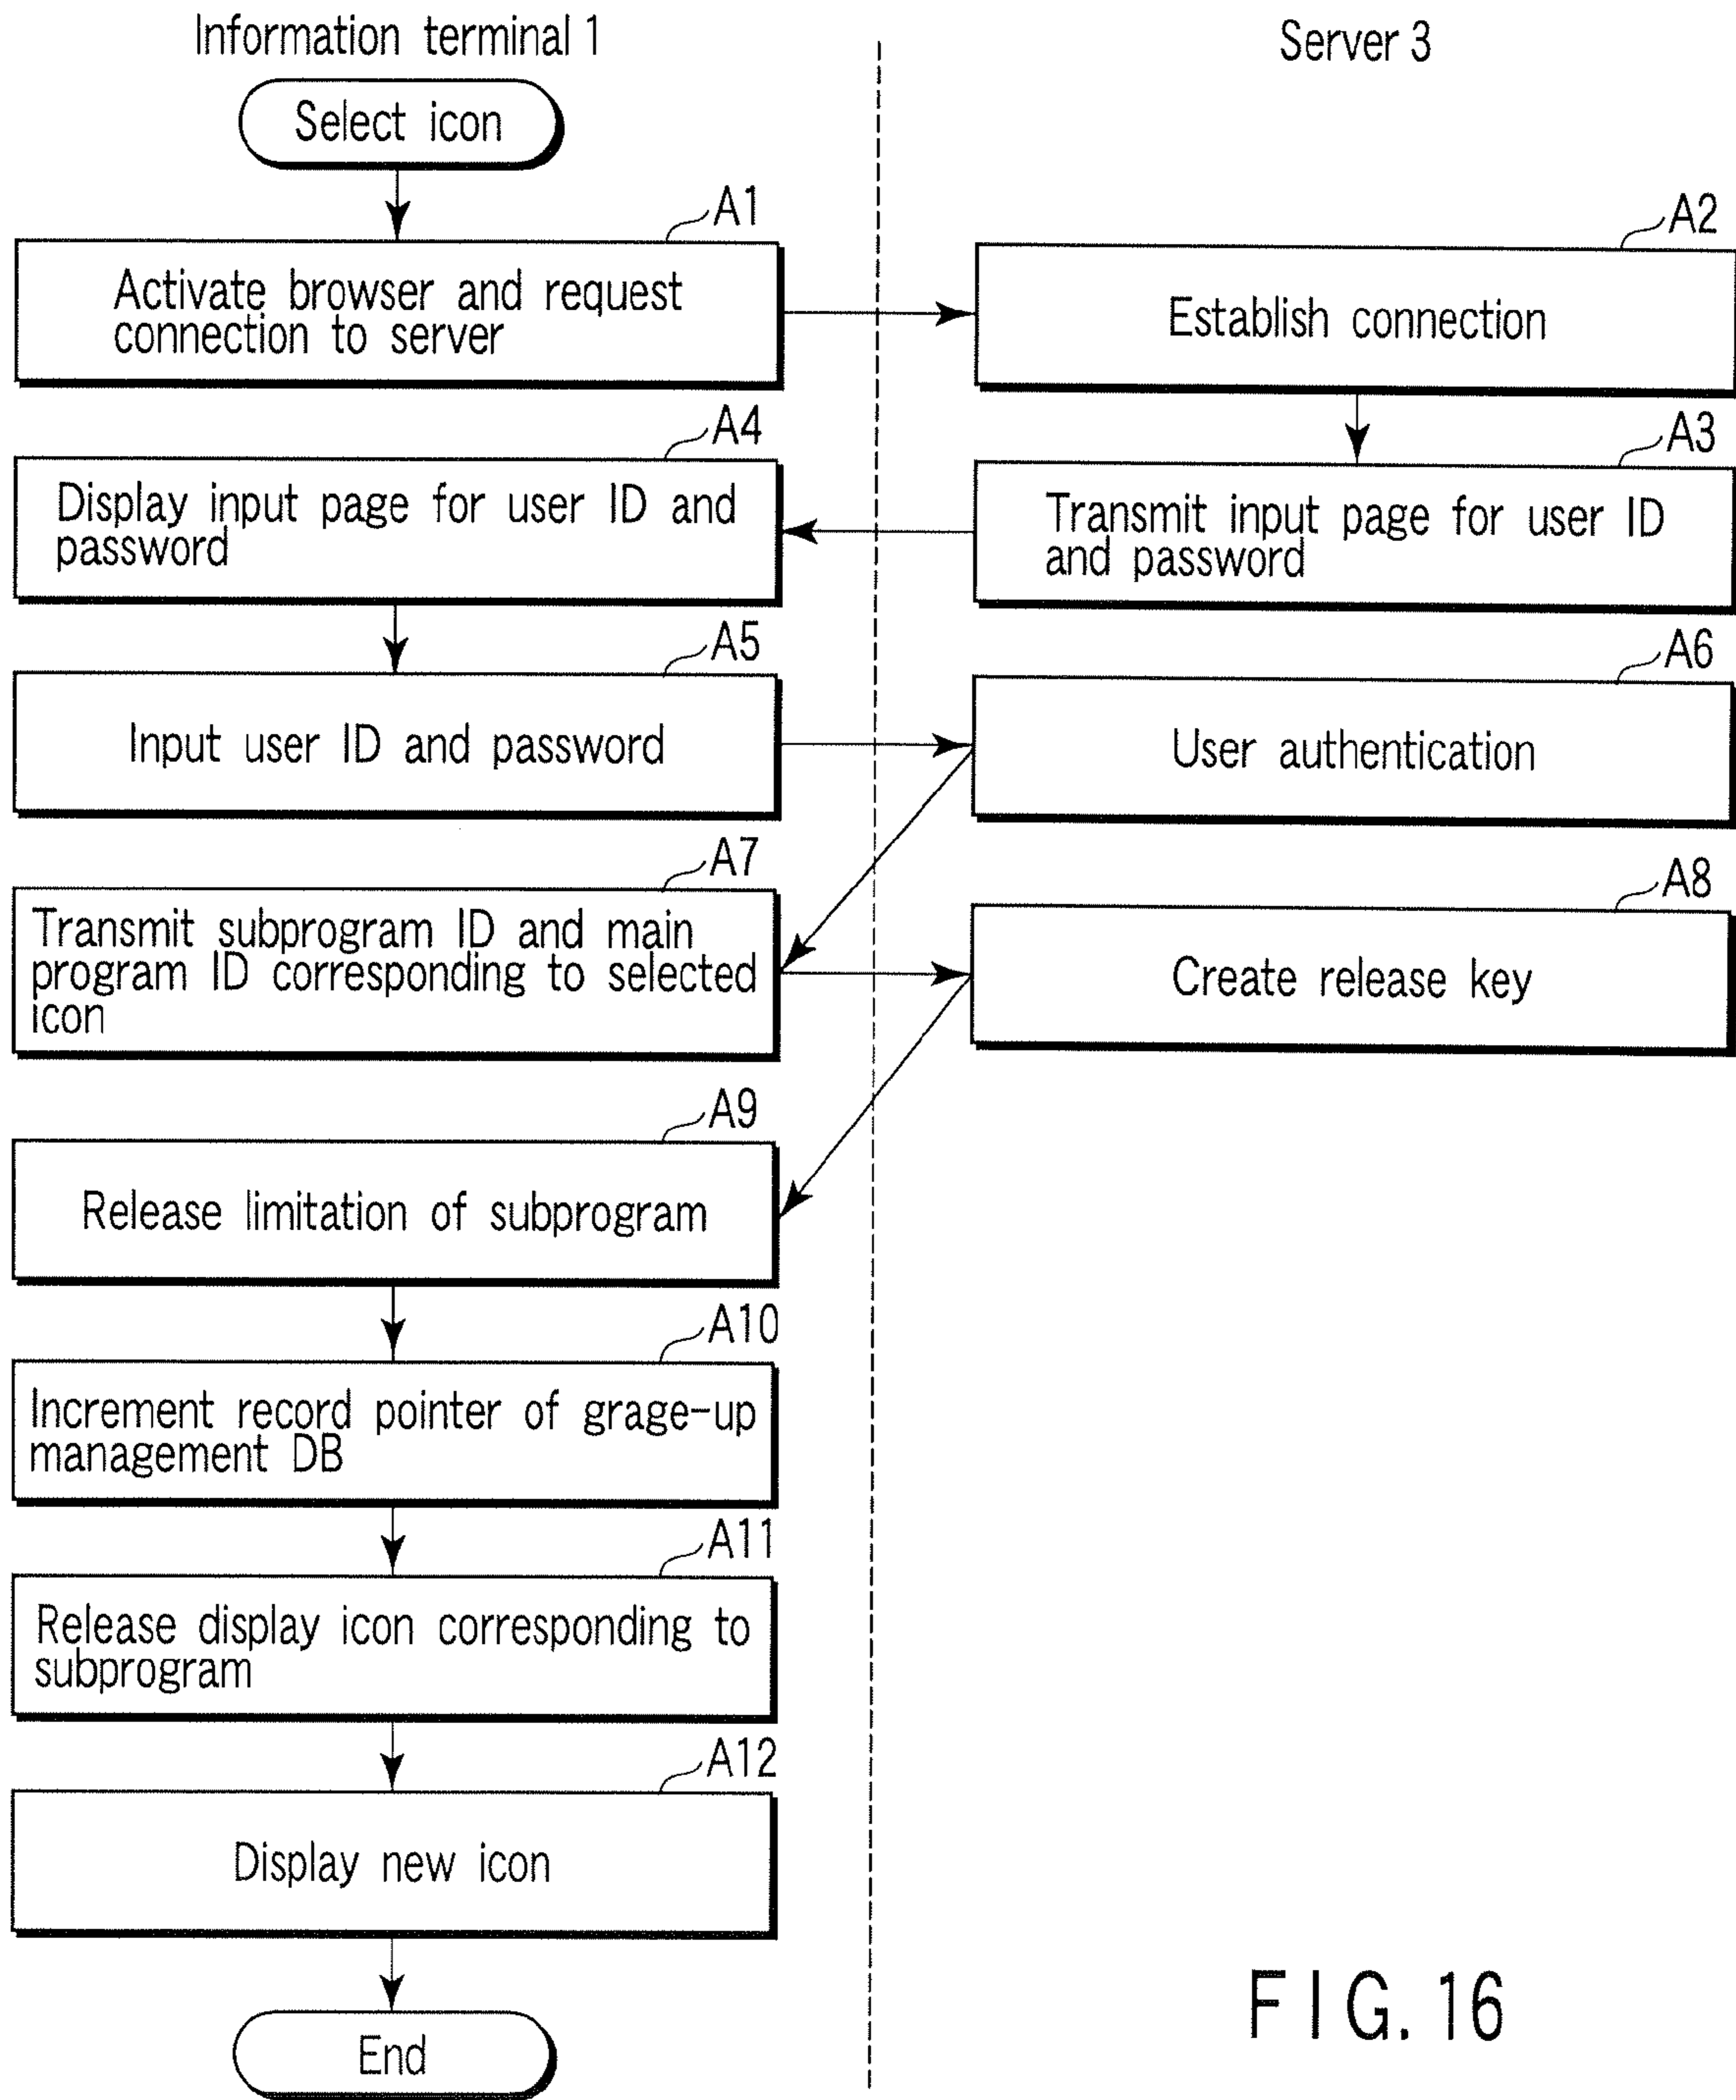 Information terminal 1
Server 3
Select icon
A1
Activate browser and request
connection to server
A2
Establish connection
A3
Transmit input page for user ID
and password
A4
Display input page for user ID and
password
A5
Input user ID and password
A6
User authentication
A7
Transmit subprogram ID and main
program ID corresponding to selected
icon
A8
Create release key
A9
Release limitation of subprogram
A10
Increment record pointer of grage-up
management DB
A11
Release display icon corresponding to
subprogram
A12
Display new icon
End
FIG. 16